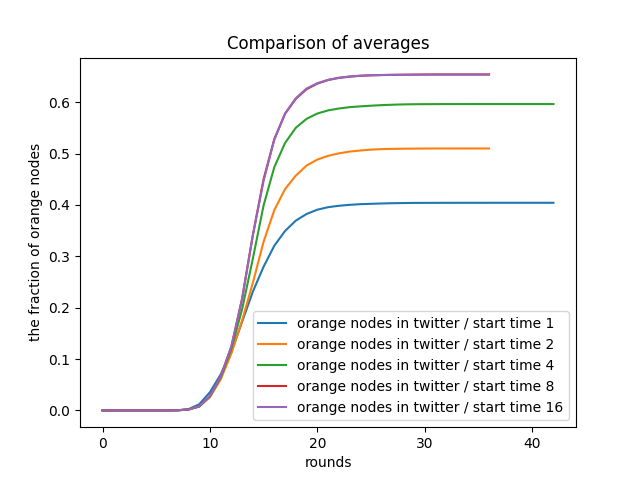 Comparison of averages
the fraction of orange nodes
0.6
0.5
0.4
0.3
0.2
0.1
0.0
orange nodes in twitter / start time 1
orange nodes in twitter / start time 2
orange nodes in twitter / start time 4
orange nodes in twitter / start time 8
orange nodes in twitter / start time 16
0 10 20 30 40
rounds